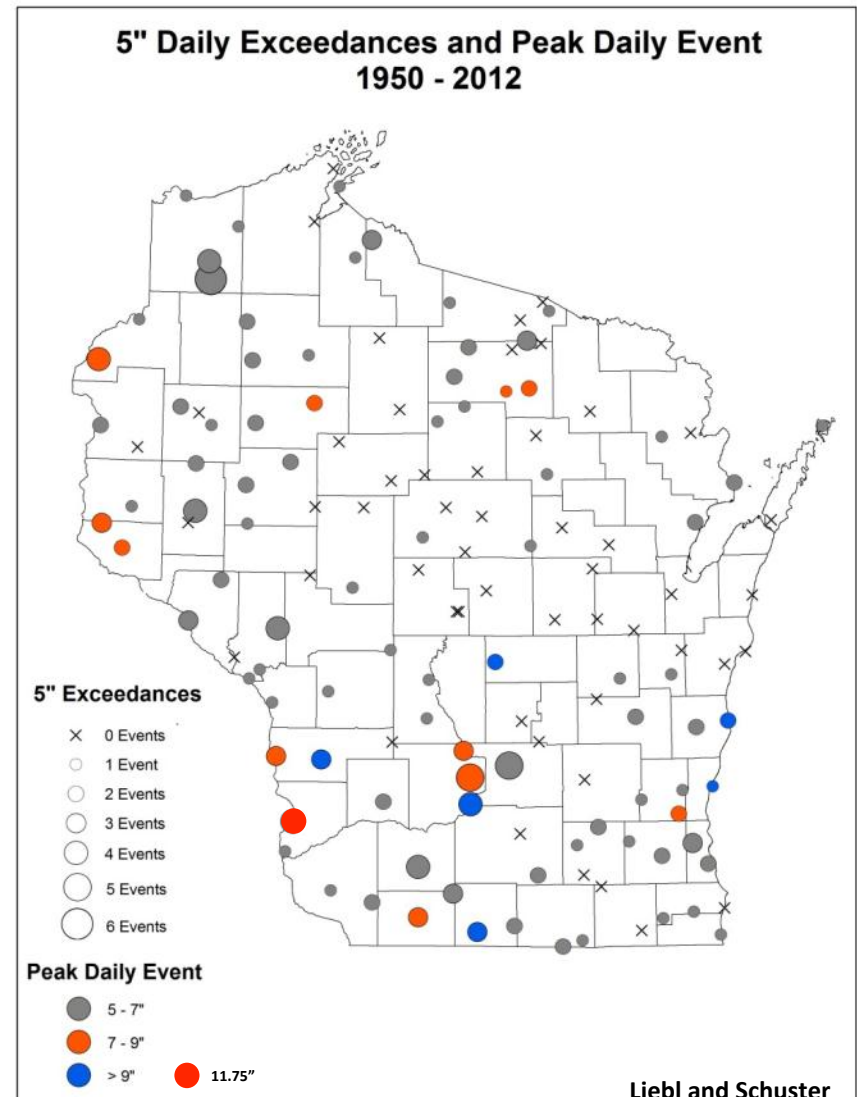 5" Daily Exceedances and Peak Daily Event
1950 - 2012
5" Exceedances
0 Events
1 Event
2 Events
3 Events
4 Events
5 Events
6 Events
Peak Daily Event
5 - 7"
7 - 9"
> 9"
11.75”
Liebl and Schuster